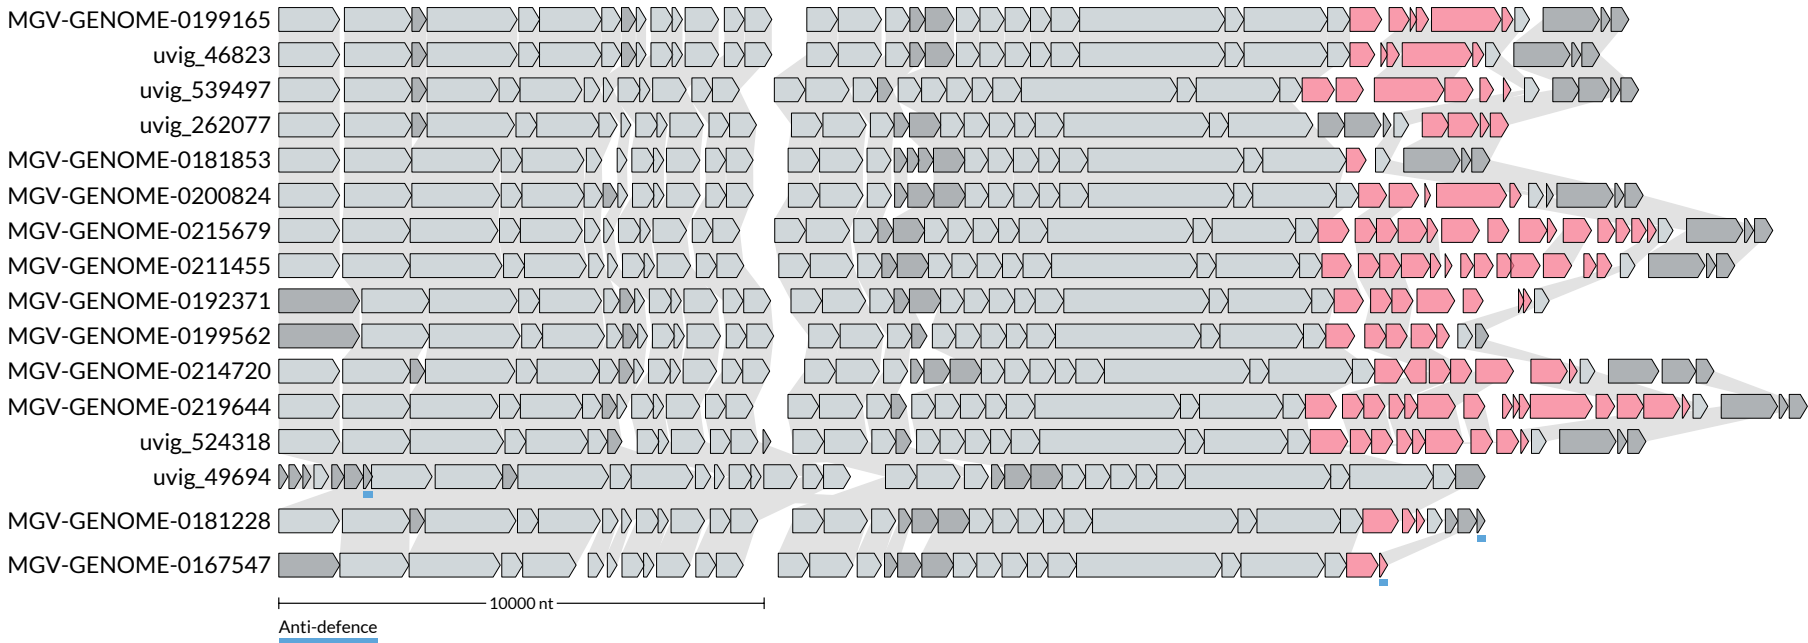 MGV-GENOME-0199165
uvig_46823
uvig_539497
uvig_262077
MGV-GENOME-0181853
MGV-GENOME-0200824
MGV-GENOME-0215679
MGV-GENOME-0211455
MGV-GENOME-0192371
MGV-GENOME-0199562
MGV-GENOME-0214720
MGV-GENOME-0219644
uvig_524318
uvig_49694
MGV-GENOME-0181228
MGV-GENOME-0167547
10000 nt
Anti-defence